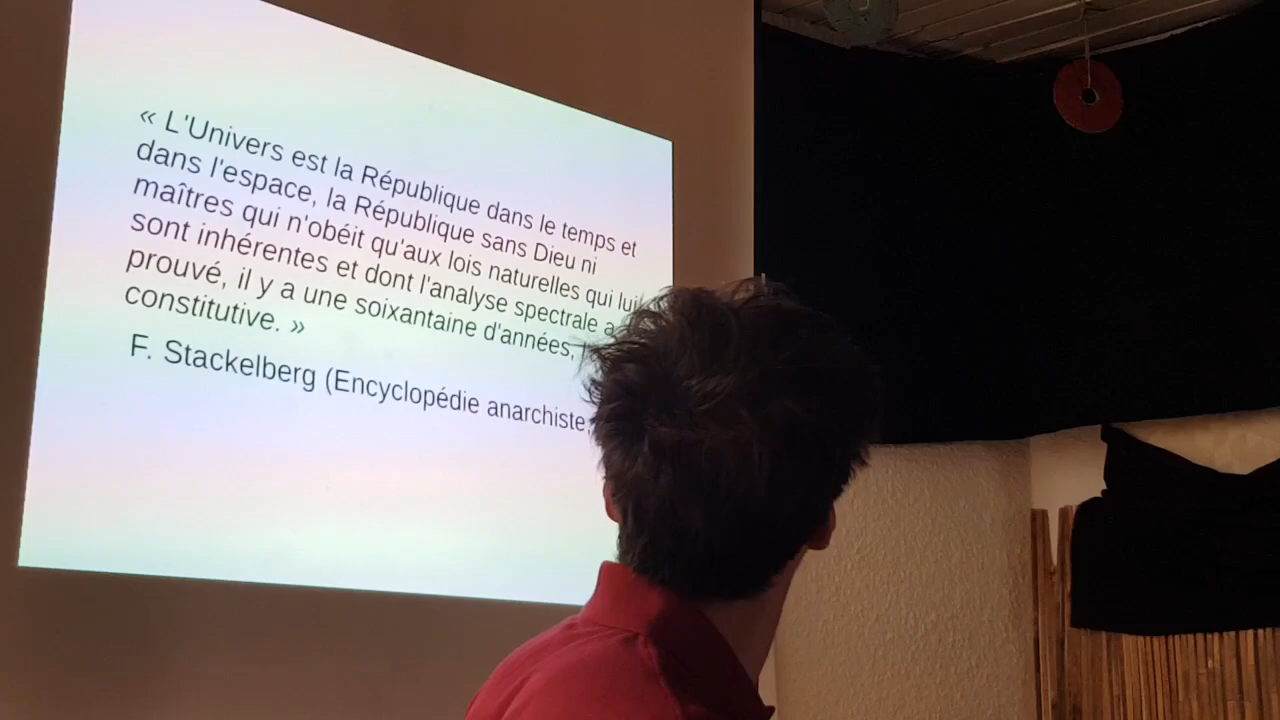 « L'Univers est la République dans le temps et
dans l'espace, la République sans Dieu ni
maîtres qui n'obéit qu'aux lois naturelles qui lui
sont inhérentes et dont l'analyse spectrale a
prouvé, il y a une soixantaine d'années,
constitutive. »
F. Stackelberg (Encyclopédie anarchiste,